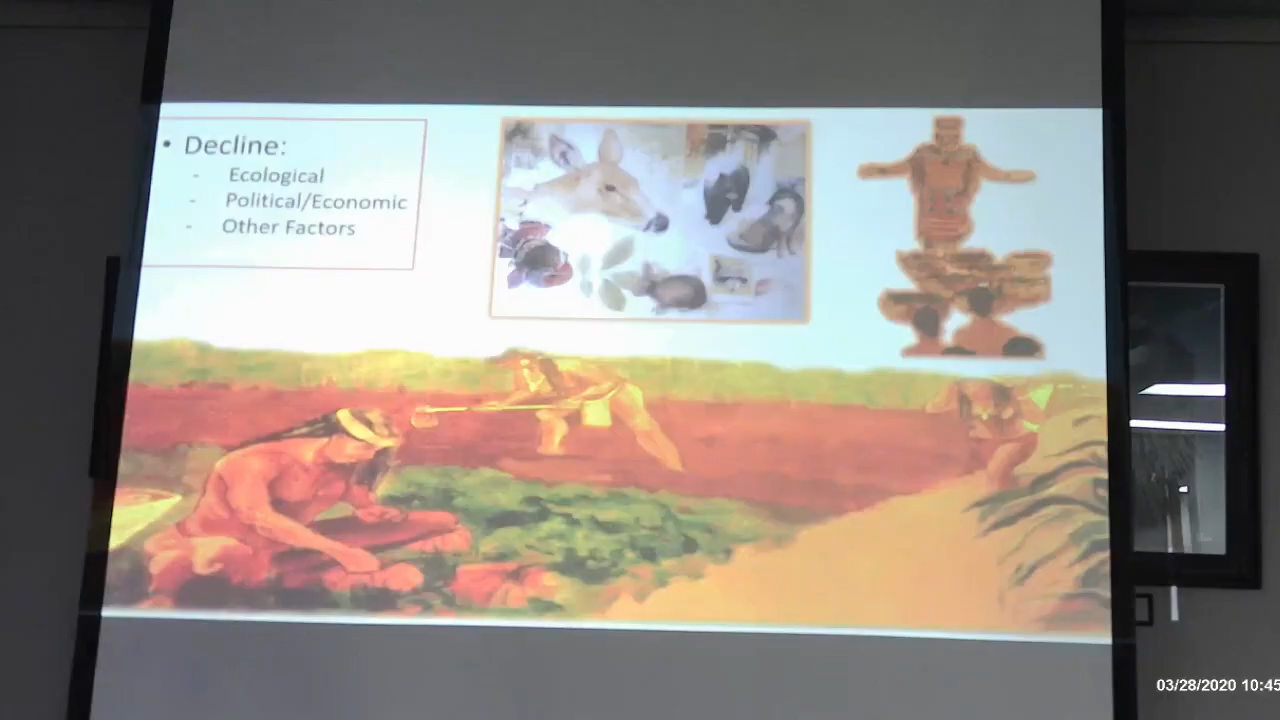 • Decline:
- Ecological
- Political/Economic
- Other Factors
03/28/2020 10:45